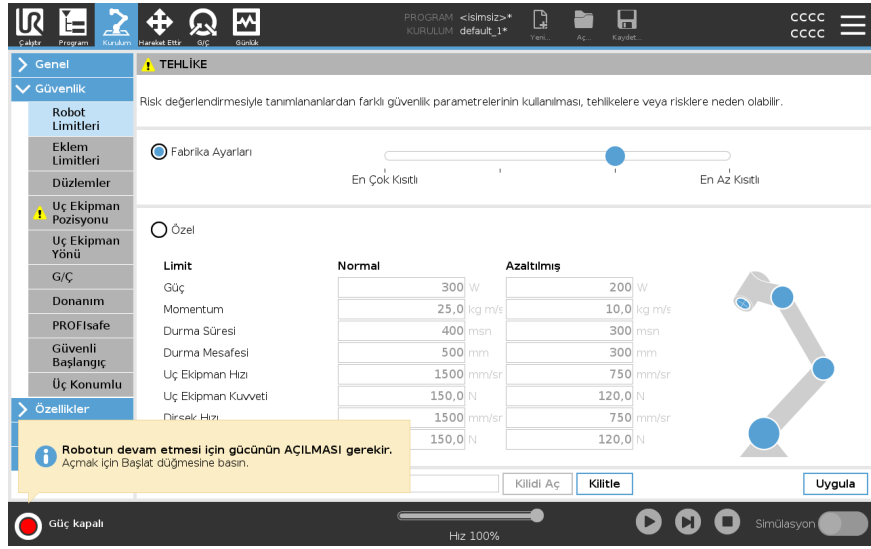 UR
PROGRAM <isimsiz>*
KURULUM default_1*
Çalıştır
Program
Kurulum
Hareket Ettir
G/Ç
Günlük
Yeni...
Aç...
Kaydet...
cccc
cccc
Genel
Güvenlik
Robot
Limitleri
Eklem
Limitleri
Düzlemler
Uç Ekipman
Pozisyonu
Uç Ekipman
Yönü
G/Ç
Donanım
PROFIsafe
Güvenli
Başlangıç
Üç Konumlu
Özellikler
TEHLİKE
Risk değerlendirmesiyle tanımlananlardan farklı güvenlik parametrelerinin kullanılması, tehlikelere veya risklere neden olabilir.
Fabrika Ayarları
En Çok Kısıtlı
En Az Kısıtlı
Özel
Limit Normal Azaltılmış
Güç 300 W 200 W
Momentum 25,0 kg m/s 10,0 kg m/s
Durma Süresi 400 msn 300 msn
Durma Mesafesi 500 mm 300 mm
Uç Ekipman Hızı 1500 mm/sr 750 mm/sr
Uç Ekipman Kuvveti 150,0 N 120,0 N
Dirsek Hızı 1500 mm/sr 750 mm/sr
150,0 N 120,0 N
Robotun devam etmesi için gücünün AÇILMASI gerekir.
Açmak için Başlat düğmesine basın.
Kilidi Aç
Kilitle
Uygula
Güç kapalı
Hız 100%
Simülasyon